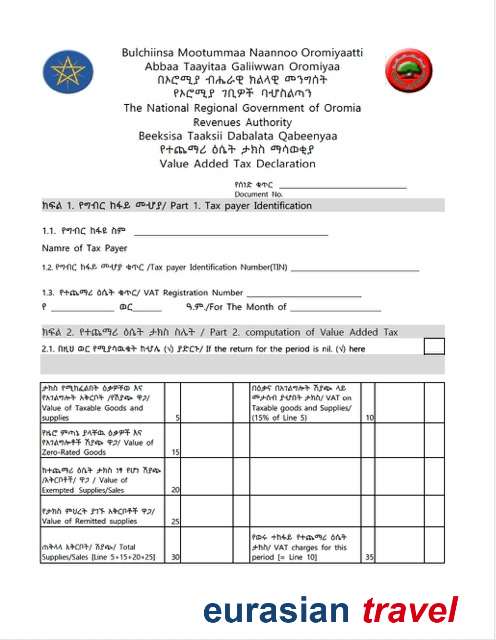 Bulchiinsa Mootummaa Naannoo Oromiyaatti
Abbaa Taayitaa Galiiwwan Oromiyaa
በኦሮሚያ ብሔራዊ ክልላዊ መንግስት
የኦሮሚያ ገቢዎች ባሥስልጣን
The National Regional Government of Oromia
Revenues Authority
Beeksisa Taaksii Dabalata Qabeenyaa
የተጨማሪ ዕሴት ታክስ ማሳወቂያ
Value Added Tax Declaration
የሰነድ ቁጥር
Document No.
ክፍል 1. የግብር ከፋይ መሥያ/ Part 1. Tax payer Identification
1.1. የግብር ከፋዩ ስም
Namre of Tax Payer
1.2. የግብር ከፋይ መሥያ ቁጥር /Tax payer Identification Number(TIN)
1.3. የተጨማሪ ዕሴት ቁጥር/ VAT Registration Number
የ ወር ዓ.ም./For The Month of
ክፍል 2. የተጨማሪ ዕሴት ታክስ ስሌት / Part 2. computation of Value Added Tax
2.1. በዚህ ወር የሚያሳዉቁት ከሥሌ (√) ያድርጉ/ If the return for the period is nil. (√) here
ታክስ የሚከፈልበት ዕቃዎችወ እና
የአገልግሎት አቅርቦት /የሽያጭ ዋጋ/
Value of Taxable Goods and
supplies 5
በዕቃና በአገልግሎት ሽያጭ ላይ
መታሰብ ያሥበት ታክስ/ VAT on
Taxable goods and Supplies/
(15% of Line 5) 10
የዜሮ ምጣኔ ያላቸዉ ዕቃዎች እና
የአገልግሎቶች ሽያጭ ዋጋ/ Value of
Zero-Rated Goods 15
ከተጨማሪ ዕሴት ታክስ ነፃ የሆነ ሽያጭ
/አቅርቦቶች/ ዋጋ / Value of
Exempted Supplies/Sales 20
የታክስ ምህረት ያገኙ አቅርቦቶች ዋጋ/
Value of Remitted supplies 25
ጠቅላላ አቅርቦት/ ሽያጭ/ Total
Supplies/Sales [Line 5+15+20+25] 30
የወሩ ተከፋይ የተጨማሪ ዕሴት
ታክስ/ VAT charges for this
period [= Line 10] 35
eurasian travel